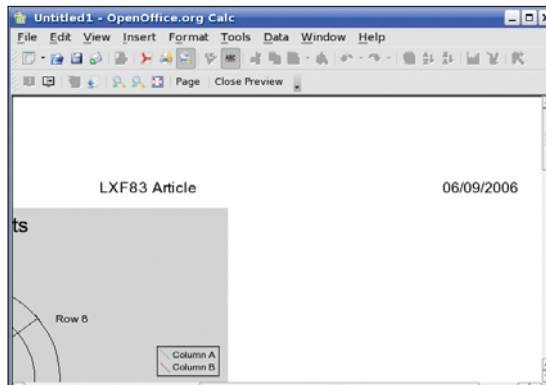 Untitled1 - OpenOffice.org Calc
File Edit View Insert Format Tools Data Window Help
Page Close Preview
LXF83 Article 06/09/2006
ts
Row 8
Column A
Column B